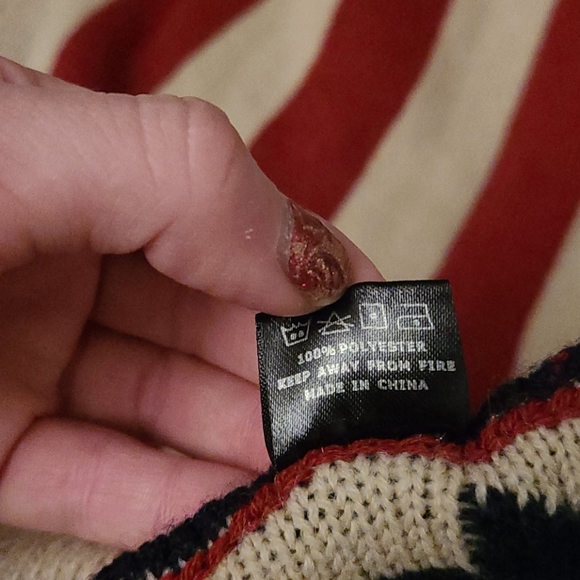 100% POLYESTER
KEEP AWAY FROM FIRE
MADE IN CHINA